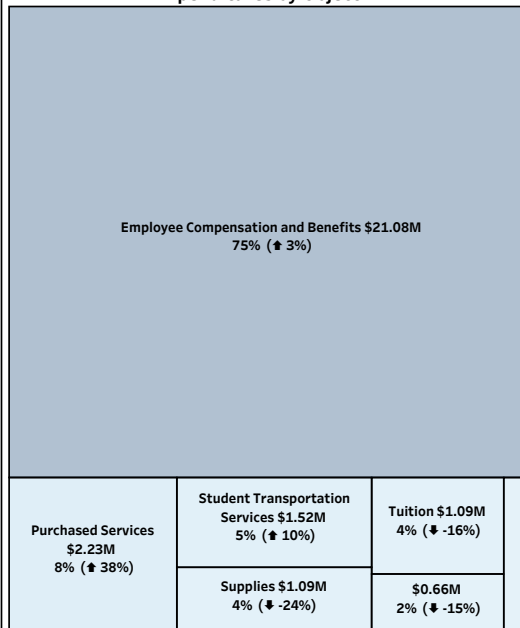 Employee Compensation and Benefits $21.08M
75% (⬆ 3%)
Purchased Services
$2.23M
8% (⬆ 38%)
Student Transportation
Services $1.52M
5% (⬆ 10%)
Supplies $1.09M
4% (⬇ -24%)
Tuition $1.09M
4% (⬇ -16%)
$0.66M
2% (⬇ -15%)